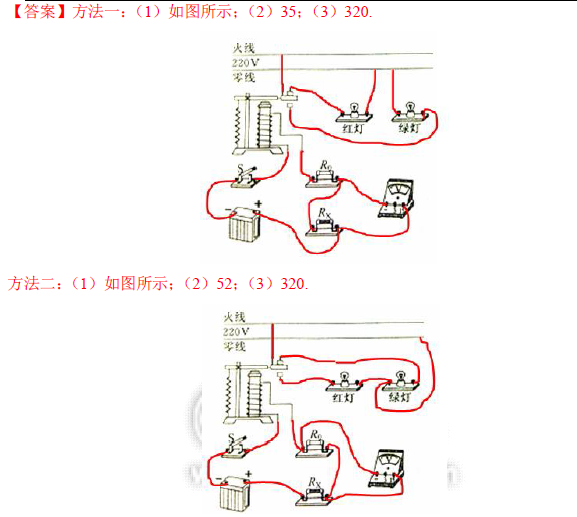 【答案】方法一：（1）如图所示；（2）35；（3）320.
火线
220V
零线
红灯
绿灯
S
R₀
- +
Rₓ
V
方法二：（1）如图所示；（2）52；（3）320.
火线
220V
零线
红灯
绿灯
S
R₀
V
- +
Rₓ